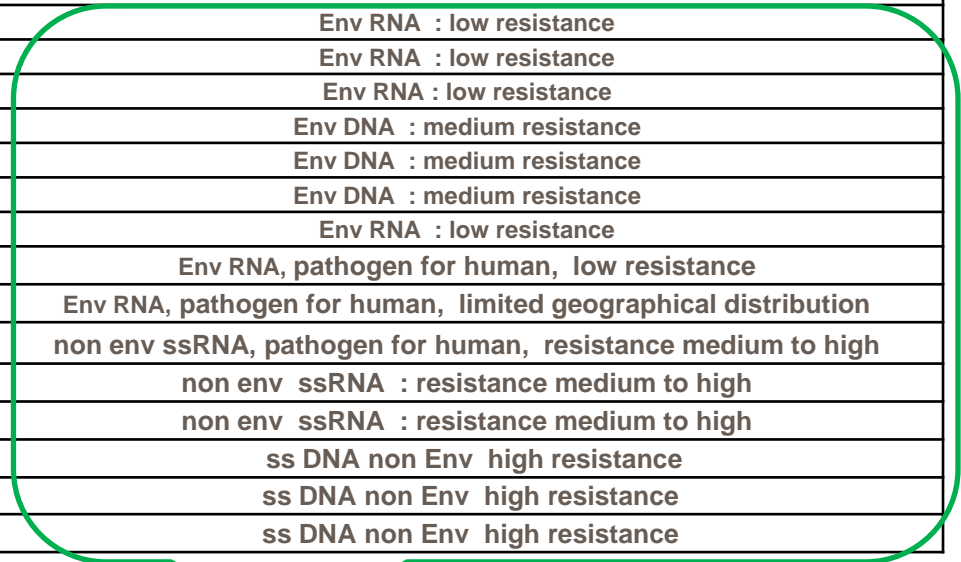 Env RNA : low resistance
Env RNA : low resistance
Env RNA : low resistance
Env DNA : medium resistance
Env DNA : medium resistance
Env DNA : medium resistance
Env RNA : low resistance
Env RNA, pathogen for human, low resistance
Env RNA, pathogen for human, limited geographical distribution
non env ssRNA, pathogen for human, resistance medium to high
non env ssRNA : resistance medium to high
non env ssRNA : resistance medium to high
ss DNA non Env high resistance
ss DNA non Env high resistance
ss DNA non Env high resistance